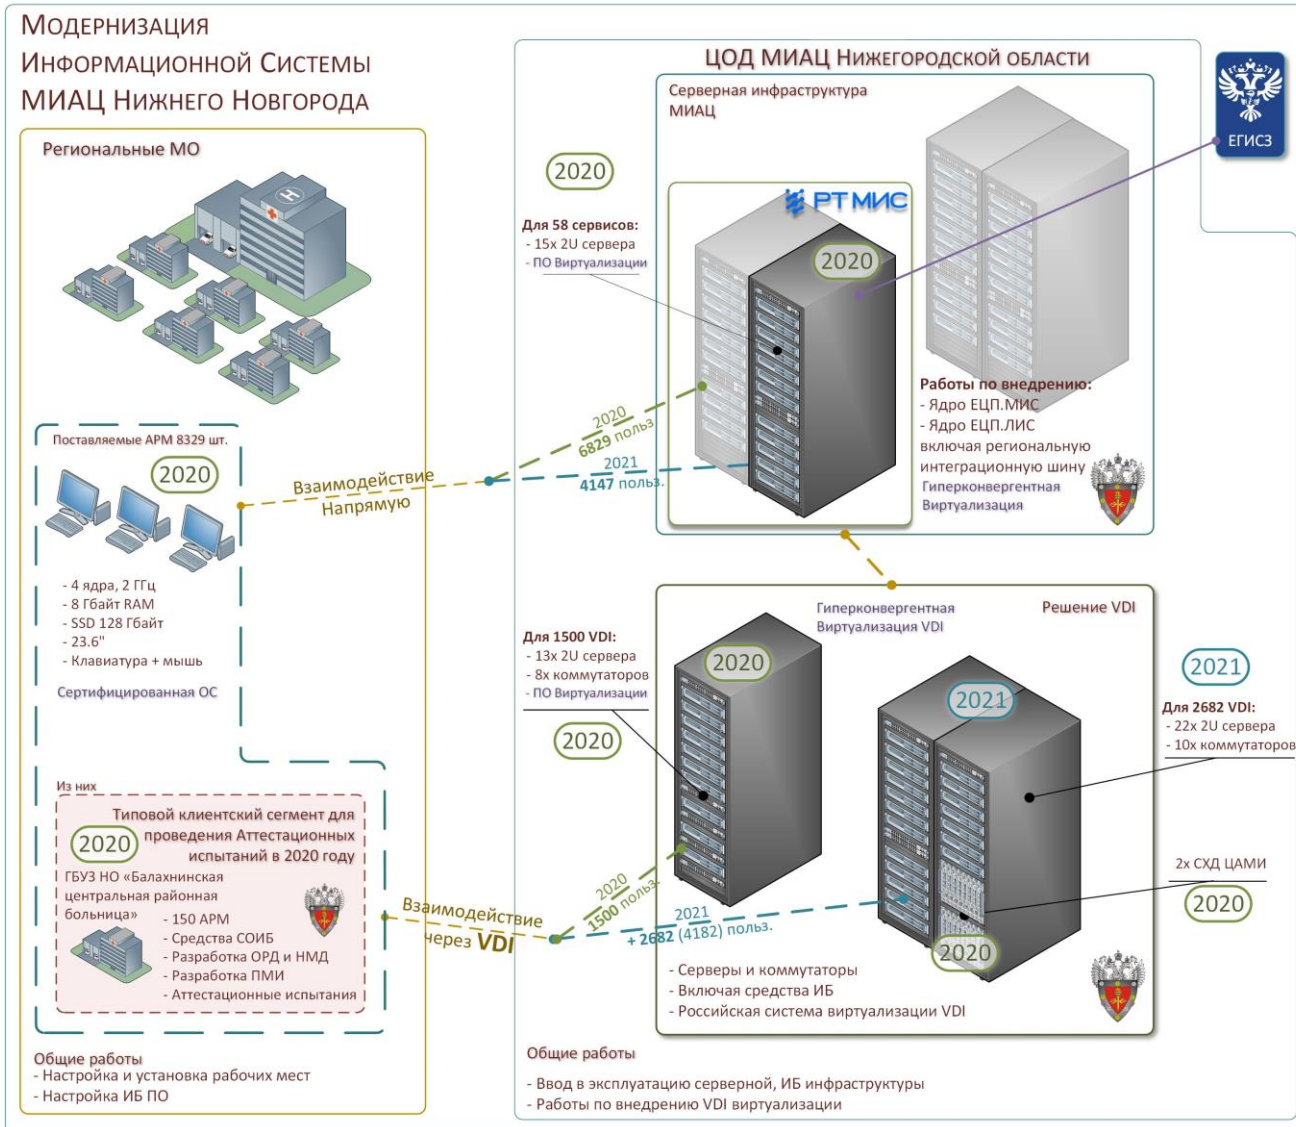 Модернизация
Информационной Системы
МИАЦ Нижнего Новгорода
Региональные МО
Поставляемые АРМ 8329 шт.
2020
- 4 ядра, 2 ГГц
- 8 Гбайт RAM
- SSD 128 Гбайт
- 23.6"
- Клавиатура + мышь
Сертифицированная ОС
Из них
Типовой клиентский сегмент для
проведения Аттестационных
испытаний в 2020 году
2020
ГБУЗ НО «Балахнинская
центральная районная
больница»
- 150 АРМ
- Средства СОИБ
- Разработка ОРД и НМД
- Разработка ПМИ
- Аттестационные испытания
Общие работы
- Настройка и установка рабочих мест
- Настройка ИБ ПО
Взаимодействие
Напрямую
2020
6829 польз.
2021
4147 польз.
Взаимодействие
через VDI
2020
1500 польз.
2021
+ 2682 (4182) польз.
ЦОД МИАЦ Нижегородской области
Серверная инфраструктура
МИАЦ
ЕГИСЗ
2020
Для 58 сервисов:
- 15x 2U сервера
- ПО Виртуализации
РТ МИС
2020
Работы по внедрению:
- Ядро ЕЦП.МИС
- Ядро ЕЦП.ЛИС
включая региональную
интеграционную шину
Гиперконвергентная
Виртуализация
Гиперконвергентная
Виртуализация VDI
Решение VDI
Для 1500 VDI:
- 13x 2U сервера
- 8x коммутаторов
- ПО Виртуализации
2020
2020
2021
2021
Для 2682 VDI:
- 22x 2U сервера
- 10x коммутаторов
2x СХД ЦАМИ
2020
2020
- Серверы и коммутаторы
- Включая средства ИБ
- Российская система виртуализации VDI
Общие работы
- Ввод в эксплуатацию серверной, ИБ инфраструктуры
- Работы по внедрению VDI виртуализации